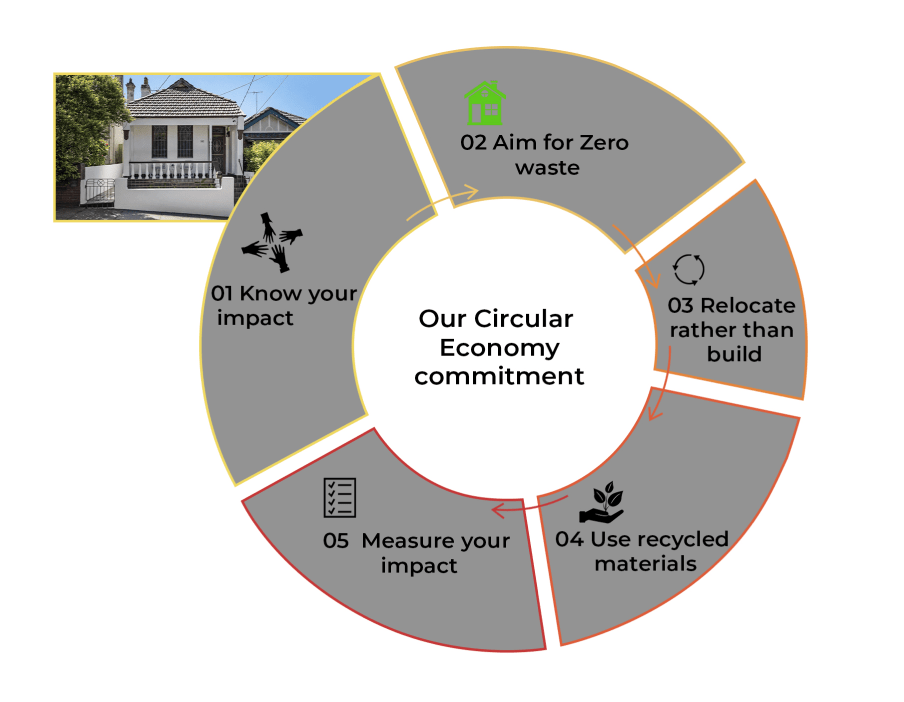 Our Circular
Economy
commitment
01 Know your
impact
02 Aim for Zero
waste
03 Relocate
rather than
build
04 Use recycled
materials
05 Measure your
impact